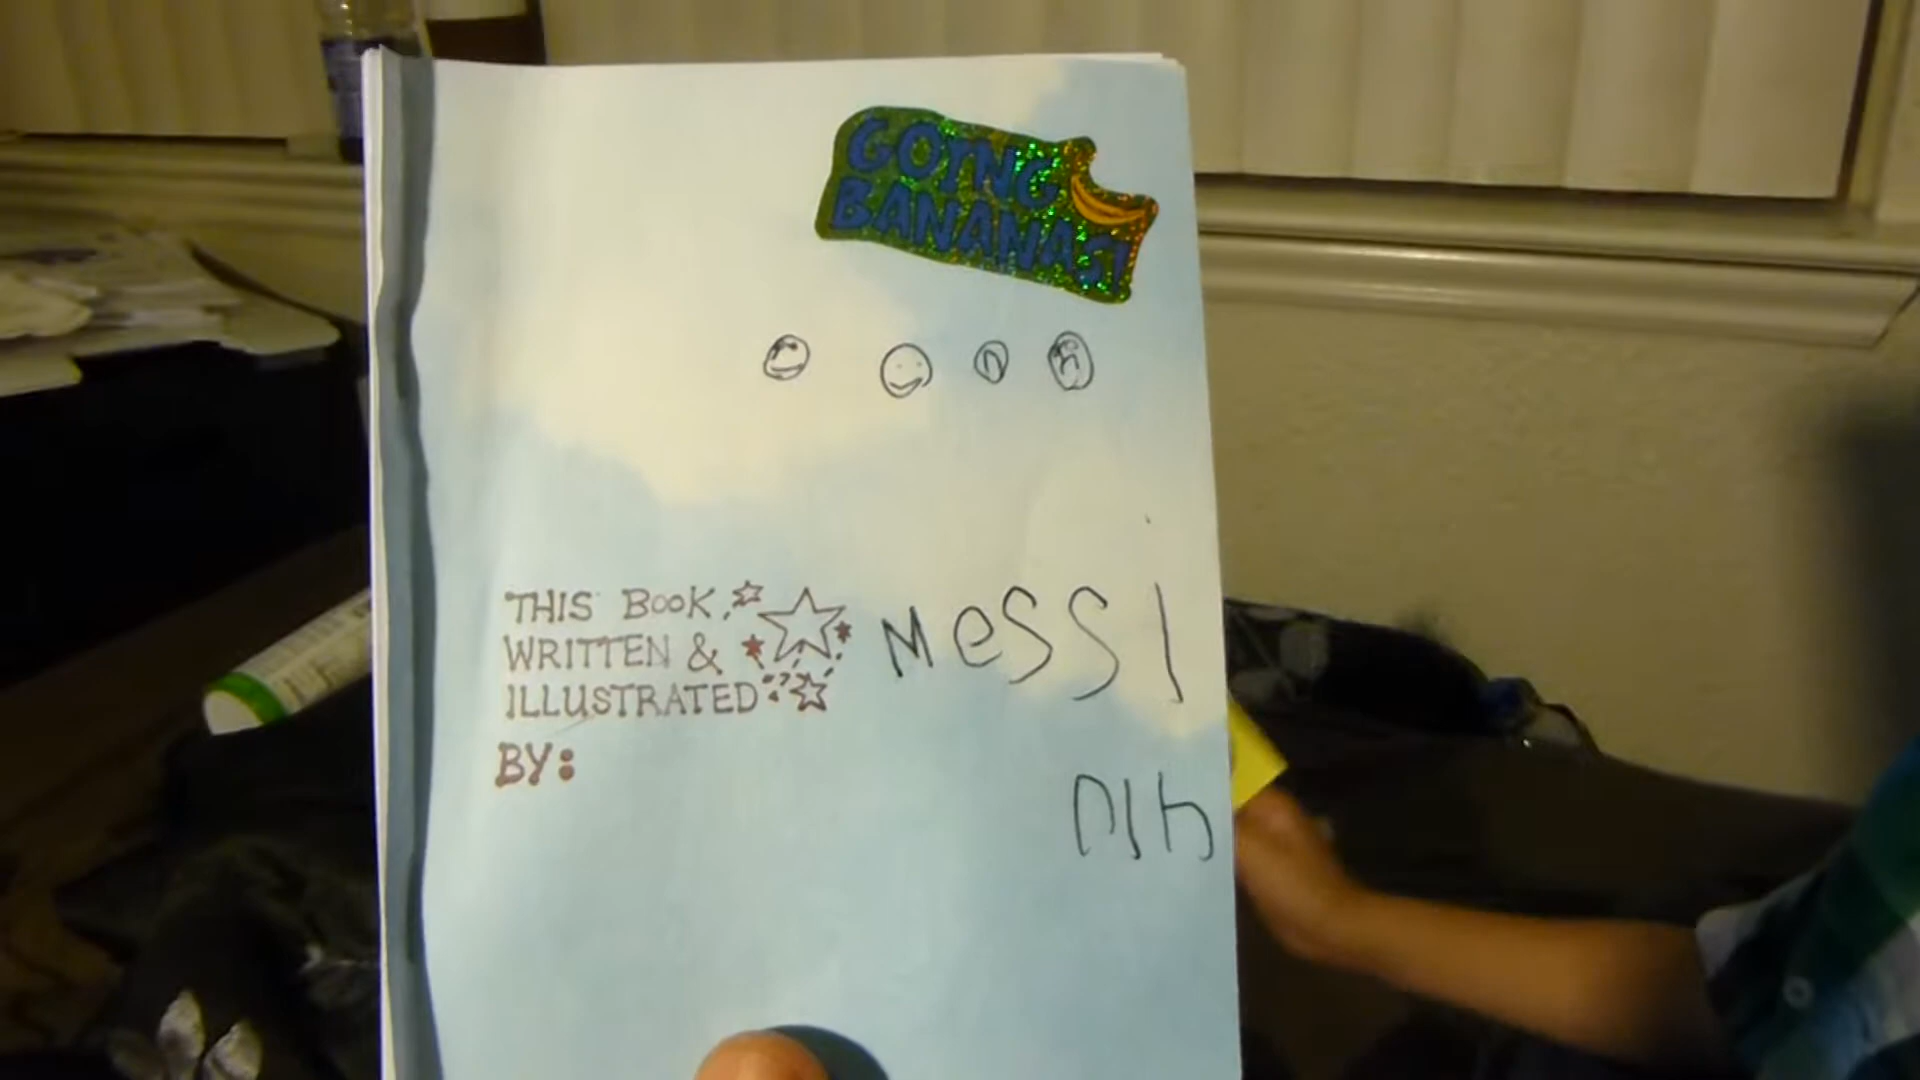 GOING
BANANAS!
THIS BOOK
WRITTEN &
ILLUSTRATED
BY:
Messi